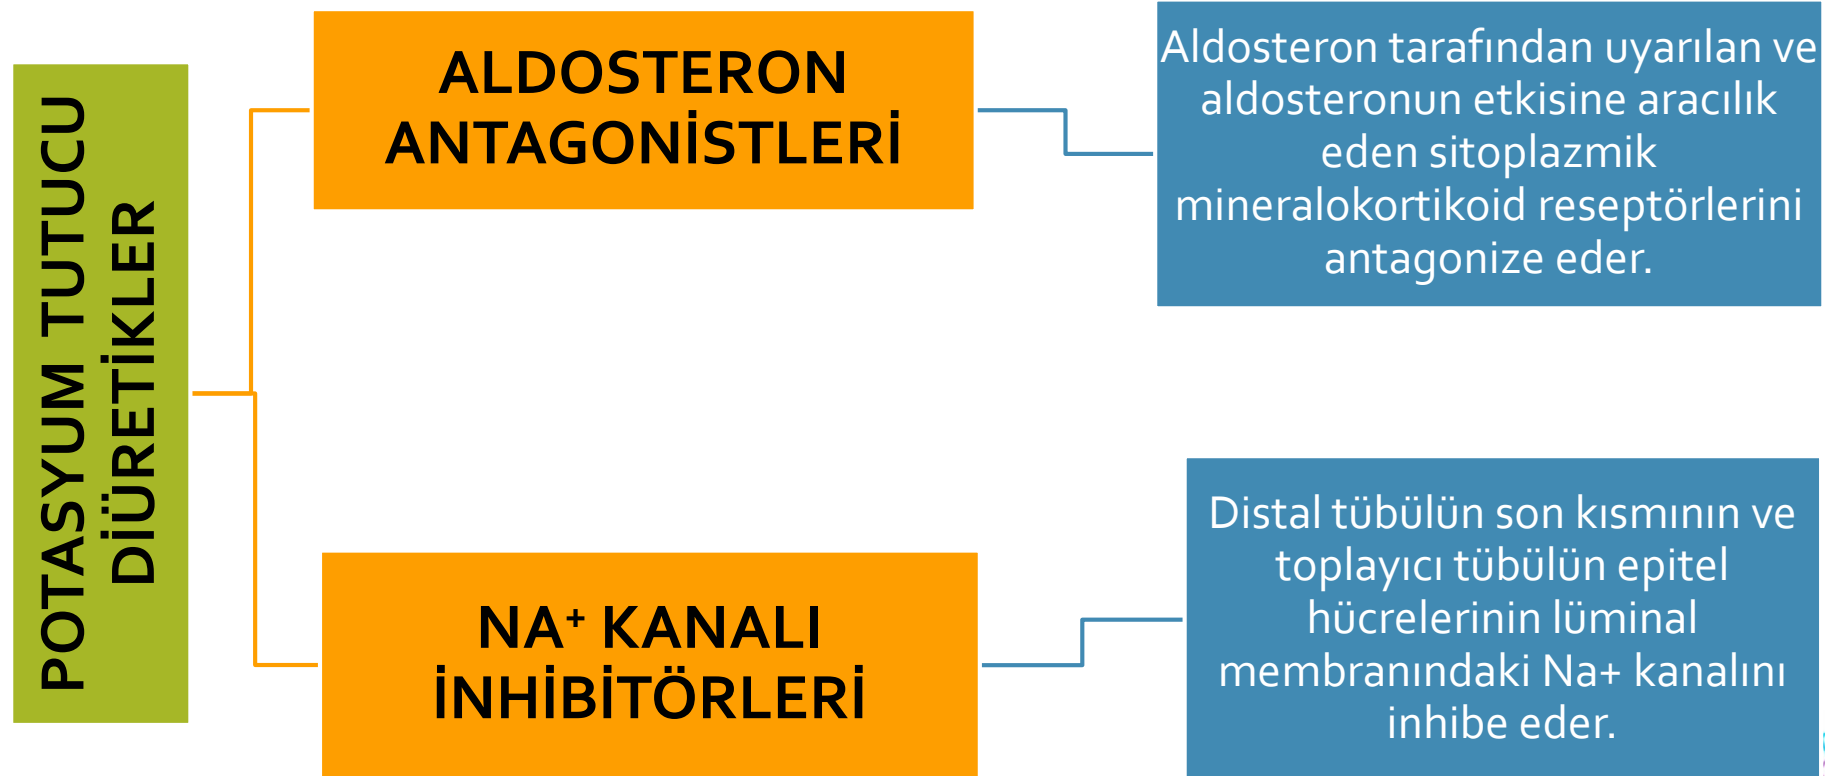 POTASYUM TUTUCU
DİÜRETİKLER
ALDOSTERON
ANTAGONİSTLERİ
Aldosteron tarafından uyarılan ve
aldosteronun etkisine aracılık
eden sitoplazmik
mineralokortikoid reseptörlerini
antagonize eder.
NA⁺ KANALI
İNHİBİTÖRLERİ
Distal tübülün son kısmının ve
toplayıcı tübülün epitel
hücrelerinin lüminal
membranındaki Na+ kanalını
inhibe eder.